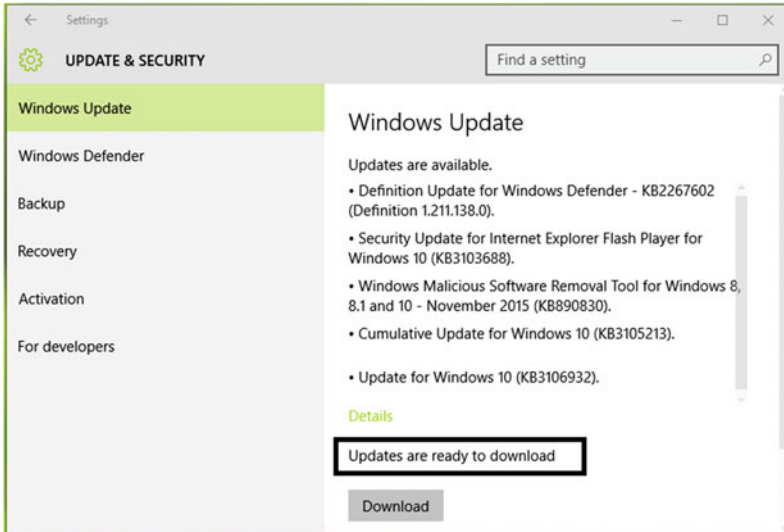 Settings
UPDATE & SECURITY
Find a setting
Windows Update
Windows Defender
Backup
Recovery
Activation
For developers
Windows Update
Updates are available.
• Definition Update for Windows Defender - KB2267602
(Definition 1.211.138.0).
• Security Update for Internet Explorer Flash Player for
Windows 10 (KB3103688).
• Windows Malicious Software Removal Tool for Windows 8,
8.1 and 10 - November 2015 (KB890830).
• Cumulative Update for Windows 10 (KB3105213).
• Update for Windows 10 (KB3106932).
Details
Updates are ready to download
Download